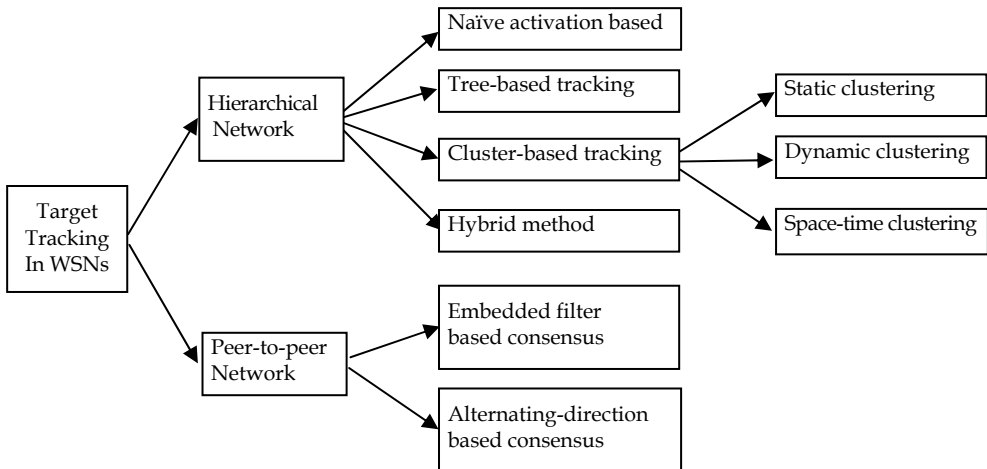 Target
Tracking
In WSNs
Hierarchical
Network
Peer-to-peer
Network
Naïve activation based
Tree-based tracking
Cluster-based tracking
Hybrid method
Embedded filter
based consensus
Alternating-direction
based consensus
Static clustering
Dynamic clustering
Space-time clustering